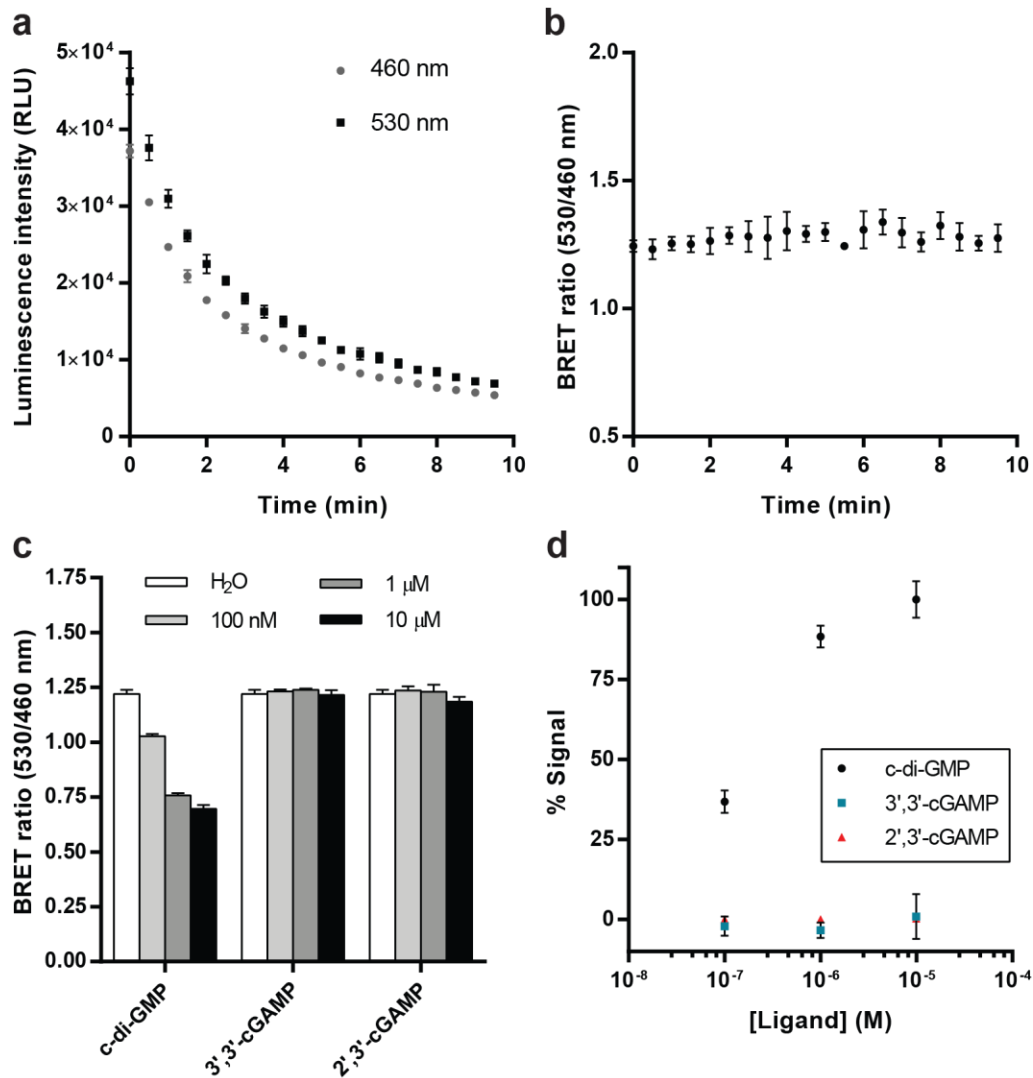 a
Luminescence intensity (RLU)
5×10⁴
4×10⁴
3×10⁴
2×10⁴
1×10⁴
0
460 nm
530 nm
0 2 4 6 8 10
Time (min)
b
BRET ratio (530/460 nm)
2.0
1.5
1.0
0.5
0 2 4 6 8 10
Time (min)
c
H₂O
100 nM
1 μM
10 μM
BRET ratio (530/460 nm)
1.75
1.50
1.25
1.00
0.75
0.50
0.25
0.00
c-di-GMP
3',3'-cGAMP
2',3'-cGAMP
d
% Signal
100
75
50
25
0
c-di-GMP
3',3'-cGAMP
2',3'-cGAMP
10⁻⁸ 10⁻⁷ 10⁻⁶ 10⁻⁵ 10⁻⁴
[Ligand] (M)